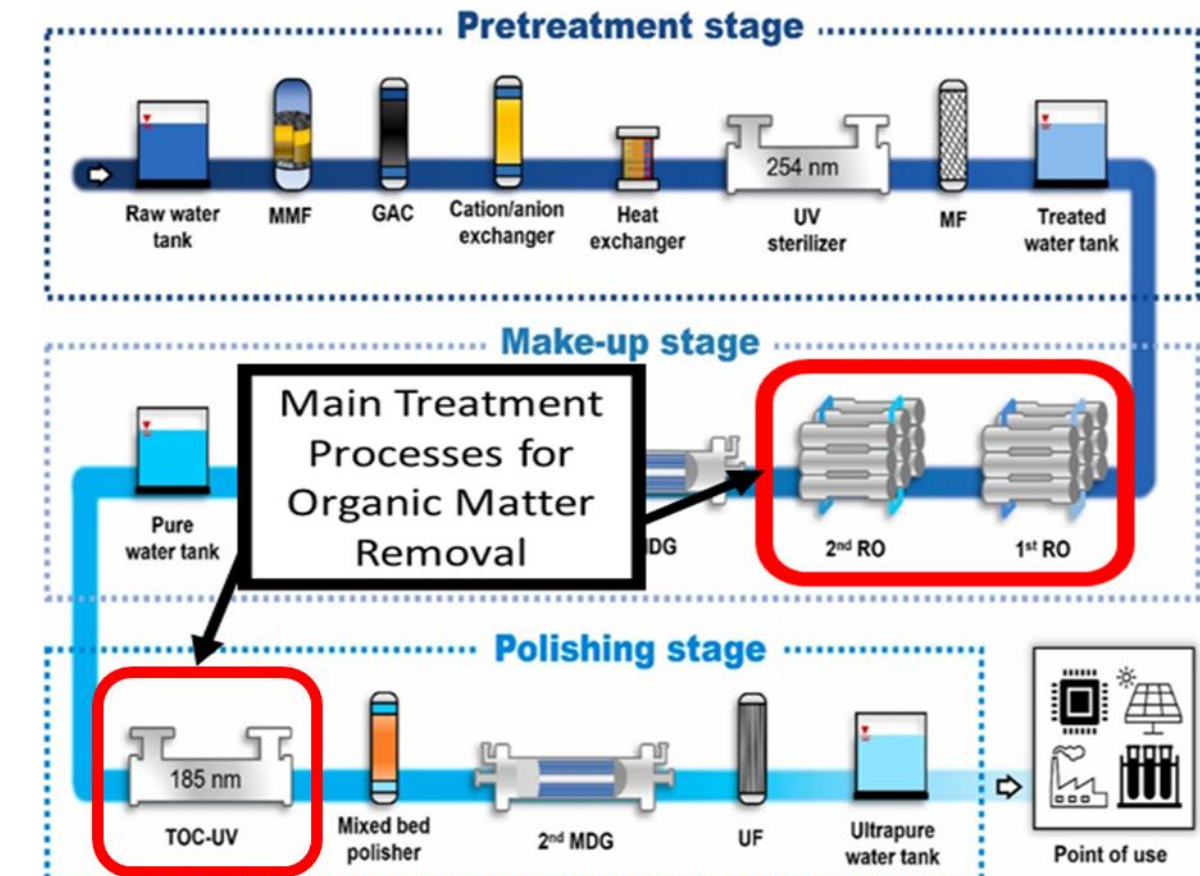 Pretreatment stage
254 nm
Raw water
tank
MMF
GAC
Cation/anion
exchanger
Heat
exchanger
UV
sterilizer
MF
Treated
water tank
Make-up stage
Main Treatment
Processes for
Organic Matter
Removal
Pure
water tank
2nd RO
1st RO
Polishing stage
185 nm
TOC-UV
Mixed bed
polisher
2nd MDG
UF
Ultrapure
water tank
Point of use